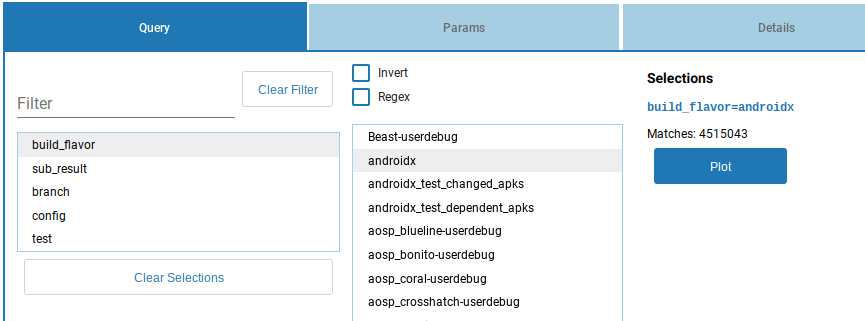 Query
Params
Details
Filter
Clear Filter
build_flavor
sub_result
branch
config
test
Clear Selections
Invert
Regex
Beast-userdebug
androidx
androidx_test_changed_apks
androidx_test_dependent_apks
aosp_blueline-userdebug
aosp_bonito-userdebug
aosp_coral-userdebug
aosp_crosshatch-userdebug
Selections
build_flavor=androidx
Matches: 4515043
Plot